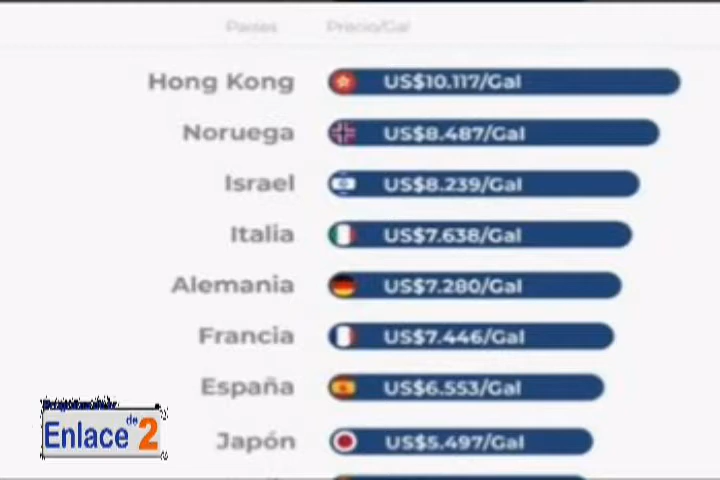 Países Precio/Gal
Hong Kong US$10.117/Gal
Noruega US$8.487/Gal
Israel US$8.239/Gal
Italia US$7.638/Gal
Alemania US$7.280/Gal
Francia US$7.446/Gal
España US$6.553/Gal
Japón US$5.497/Gal
Enlace de 2